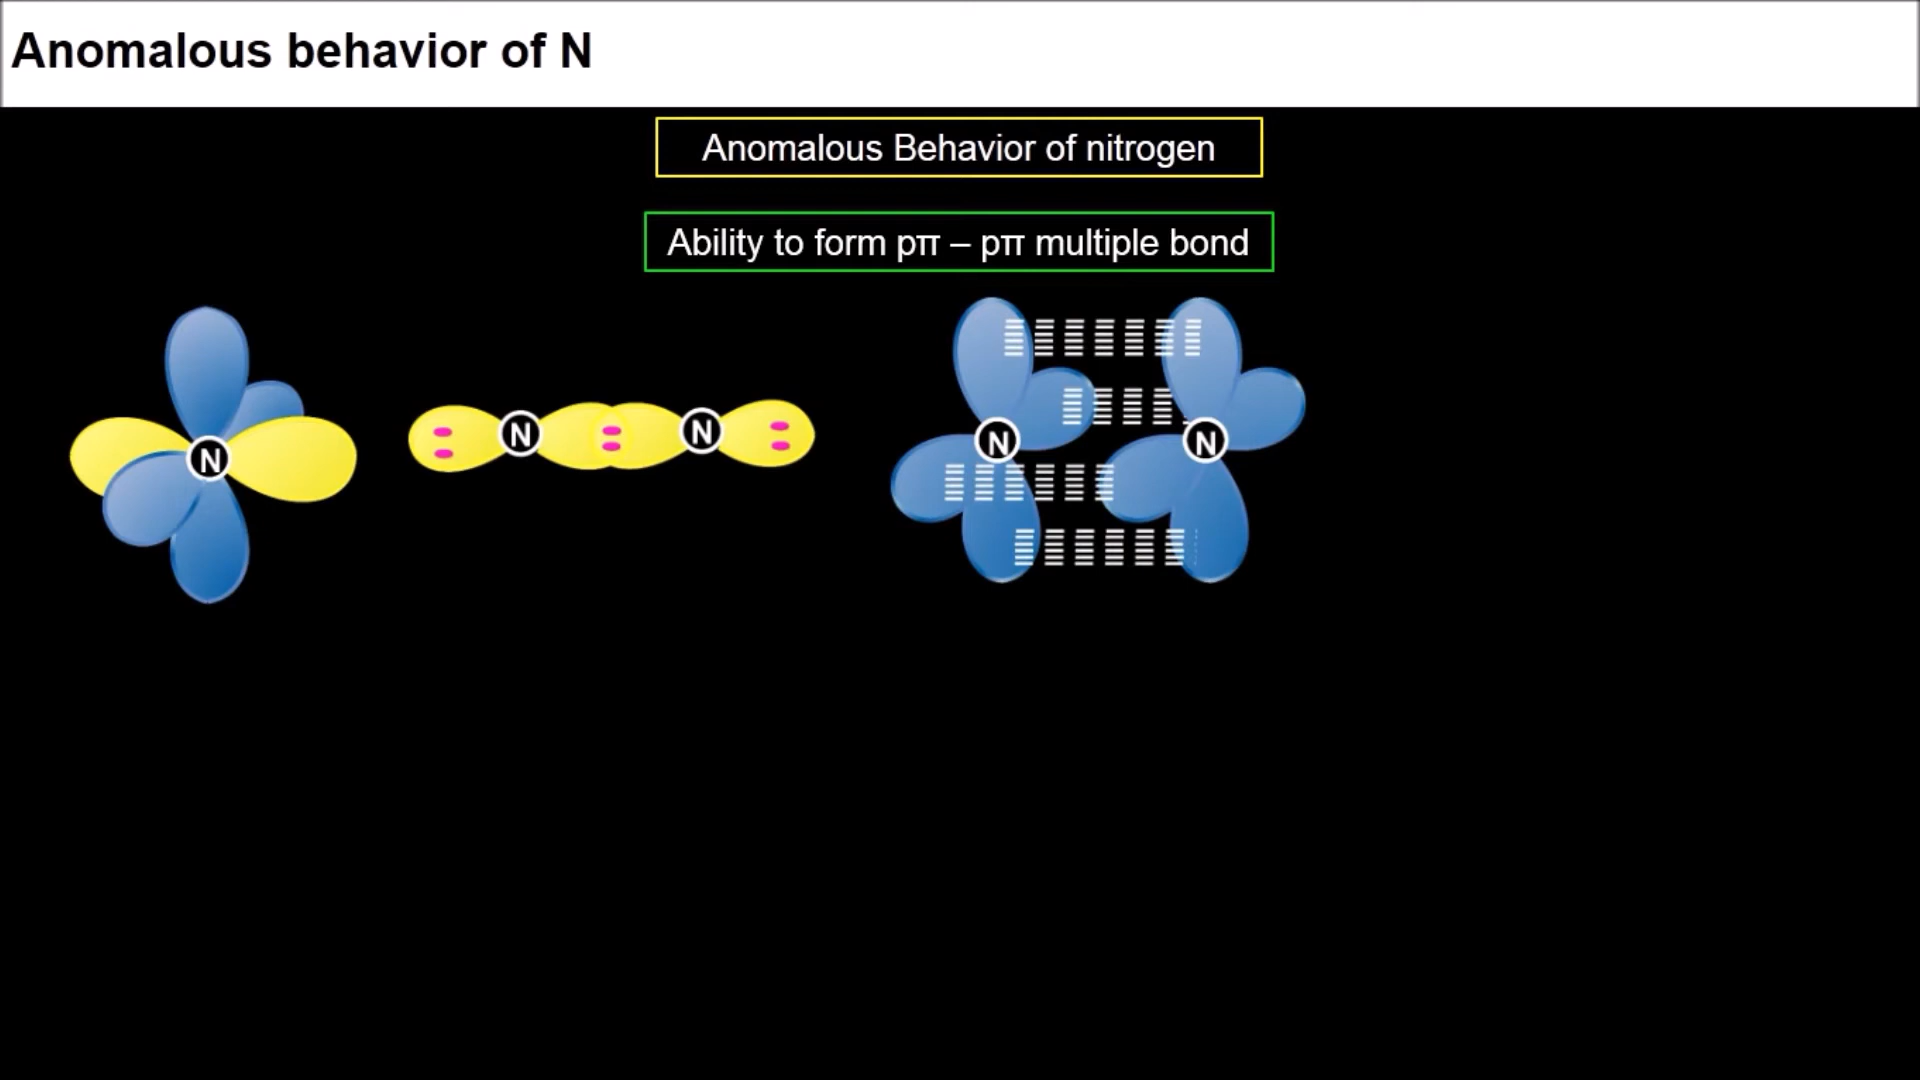 Anomalous behavior of N
Anomalous Behavior of nitrogen
Ability to form pπ – pπ multiple bond
N
N
N
N
N